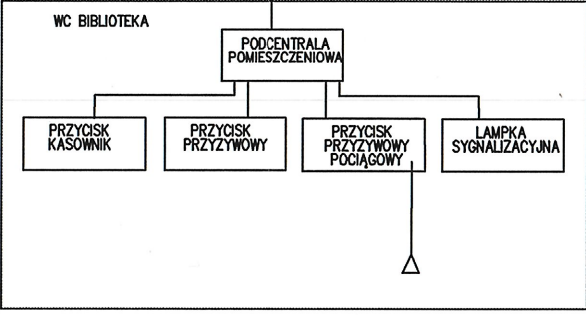 WC BIBLIOTEKA
PODCENTRALA
POMIESZCZENIOWA
PRZYCISK
KASOWNIK
PRZYCISK
PRZYZYWOWY
PRZYCISK
PRZYZYWOWY
POCIĄGOWY
LAMPKA
SYGNALIZACYJNA